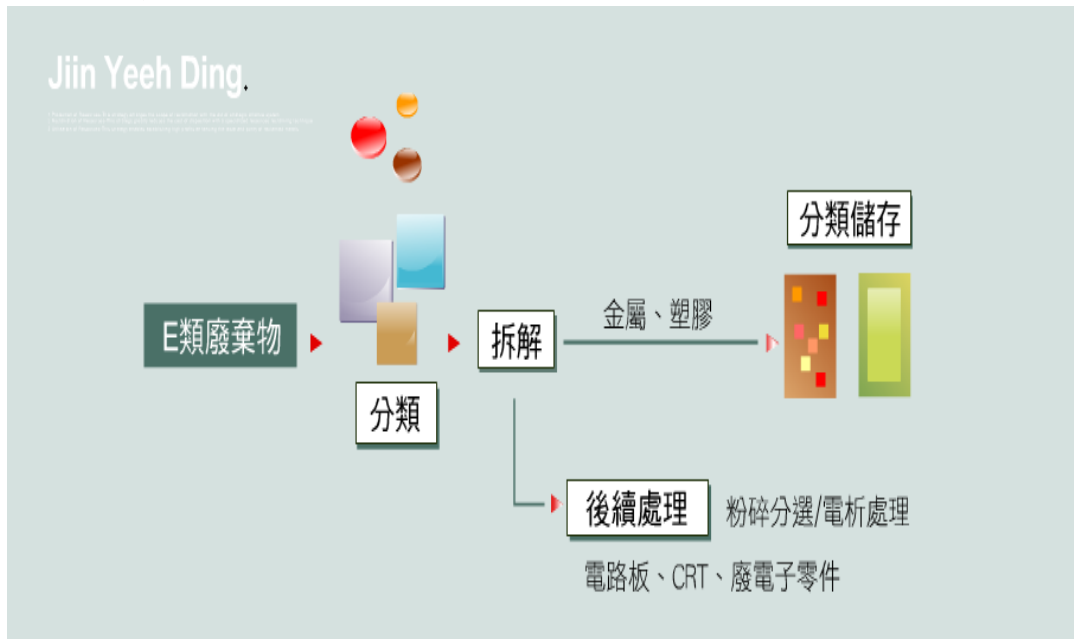 Jiin Yeeh Ding.
分類儲存
金屬、塑膠
E類廢棄物
拆解
分類
後續處理
粉碎分選/電析處理
電路板、CRT、廢電子零件